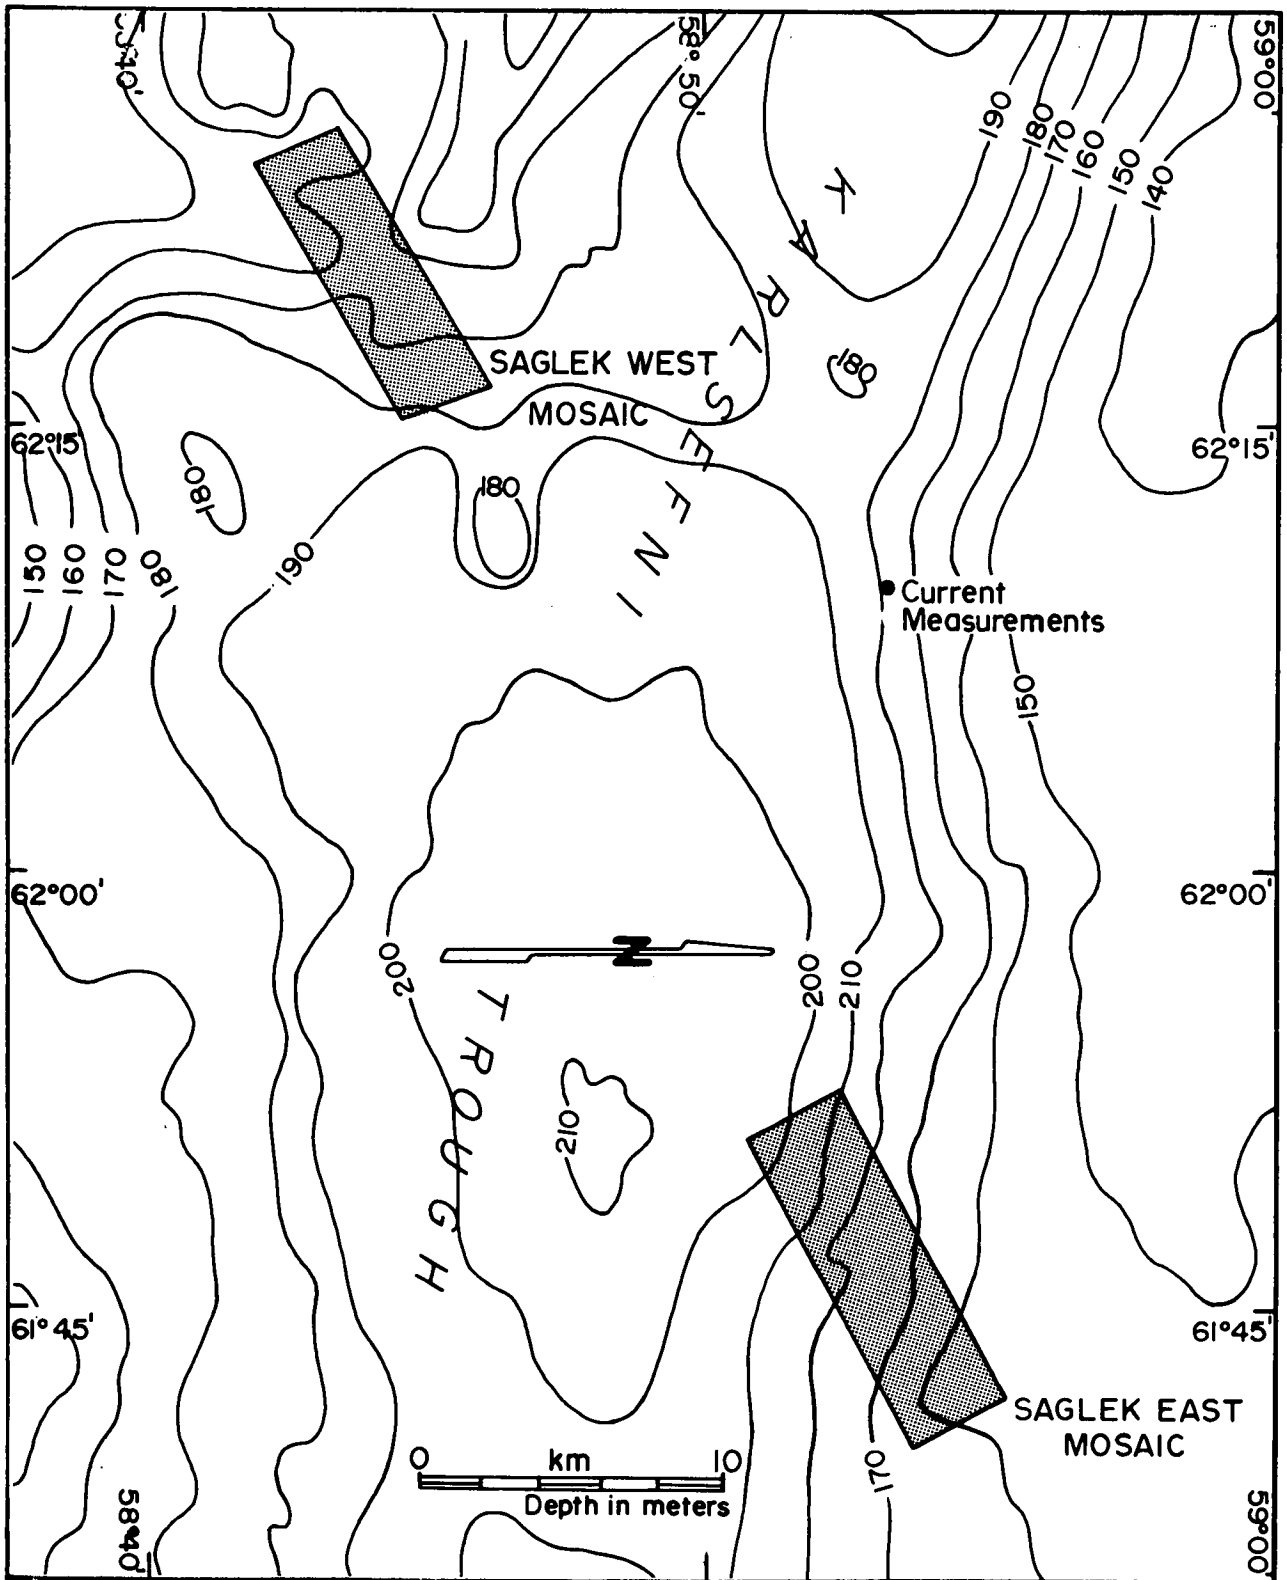 58°40'
58°50'
59°00'
190
180
170
160
150
140
KARLSEFNI
TROUGH
SAGLEK WEST
MOSAIC
180
62°15'
62°15'
180
180
190
150
160
170
180
Current
Measurements
150
62°00'
62°00'
N
200
200
210
210
61°45'
61°45'
SAGLEK EAST
MOSAIC
0 km 10
Depth in meters
170
58°40'
59°00'